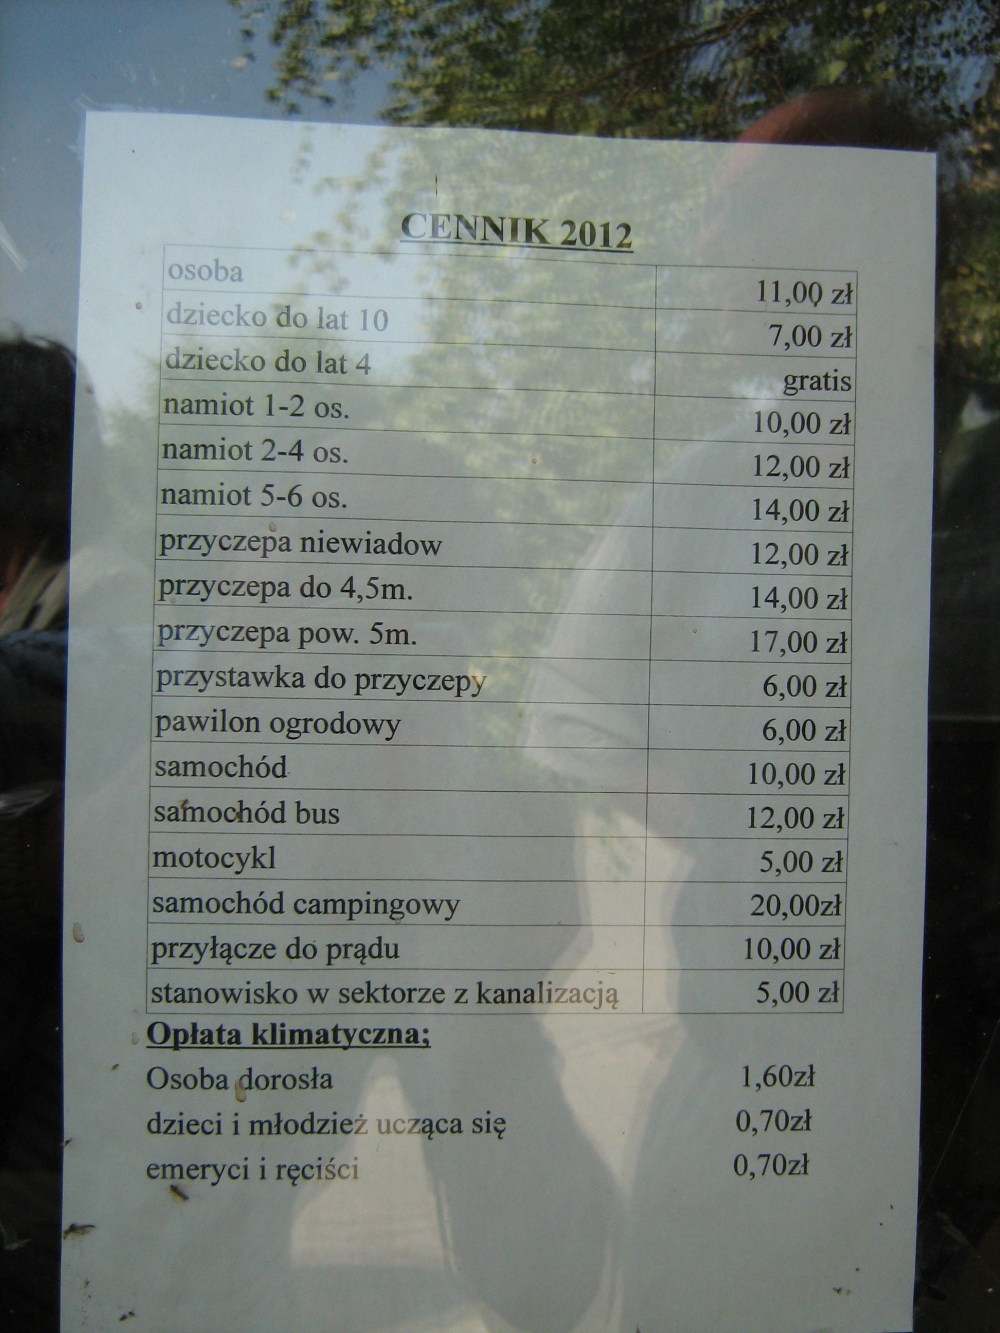 CENNIK 2012
osoba 11,00 zł
dziecko do lat 10 7,00 zł
dziecko do lat 4 gratis
namiot 1-2 os. 10,00 zł
namiot 2-4 os. 12,00 zł
namiot 5-6 os. 14,00 zł
przyczepa niewiadow 12,00 zł
przyczepa do 4,5m. 14,00 zł
przyczepa pow. 5m. 17,00 zł
przystawka do przyczepy 6,00 zł
pawilon ogrodowy 6,00 zł
samochód 10,00 zł
samochód bus 12,00 zł
motocykl 5,00 zł
samochód campingowy 20,00zł
przyłącze do prądu 10,00 zł
stanowisko w sektorze z kanalizacją 5,00 zł
Opłata klimatyczna;
Osoba dorosła 1,60zł
dzieci i młodzież ucząca się 0,70zł
emeryci i ręciści 0,70zł